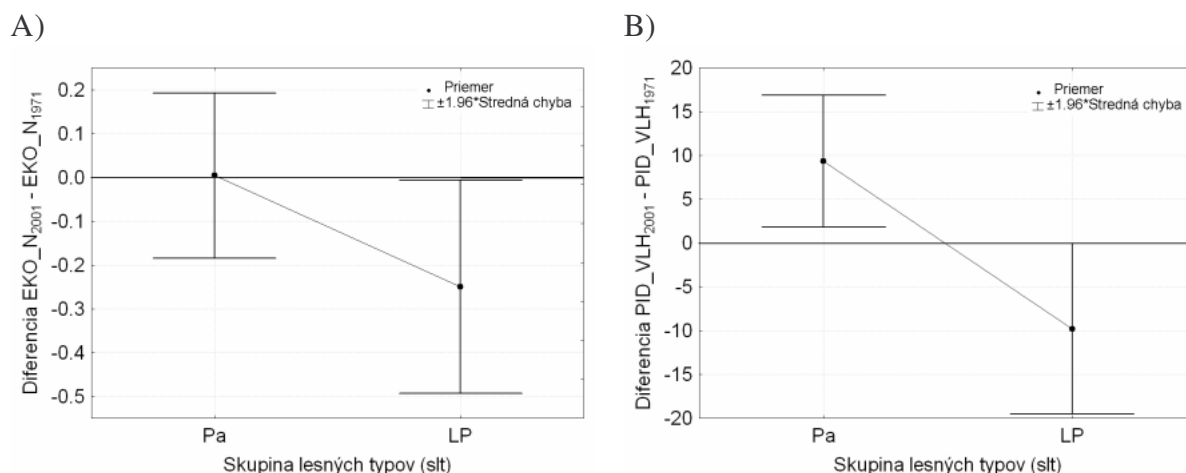 A)
Diferencia EKO_N2001 - EKO_N1971
0.2
0.1
0.0
-0.1
-0.2
-0.3
-0.4
-0.5
Priemer
±1.96*Stredná chyba
Pa LP
Skupina lesných typov (slt)
B)
Diferencia PID_VLH2001 - PID_VLH1971
20
15
10
5
0
-5
-10
-15
-20
Priemer
±1.96*Stredná chyba
Pa LP
Skupina lesných typov (slt)